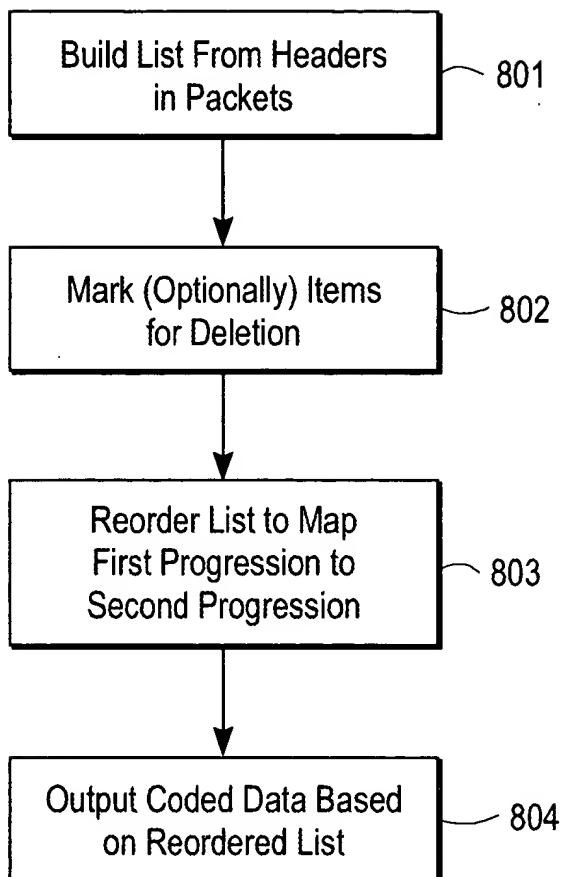 Build List From Headers
in Packets
801
Mark (Optionally) Items
for Deletion
802
Reorder List to Map
First Progression to
Second Progression
803
Output Coded Data Based
on Reordered List
804